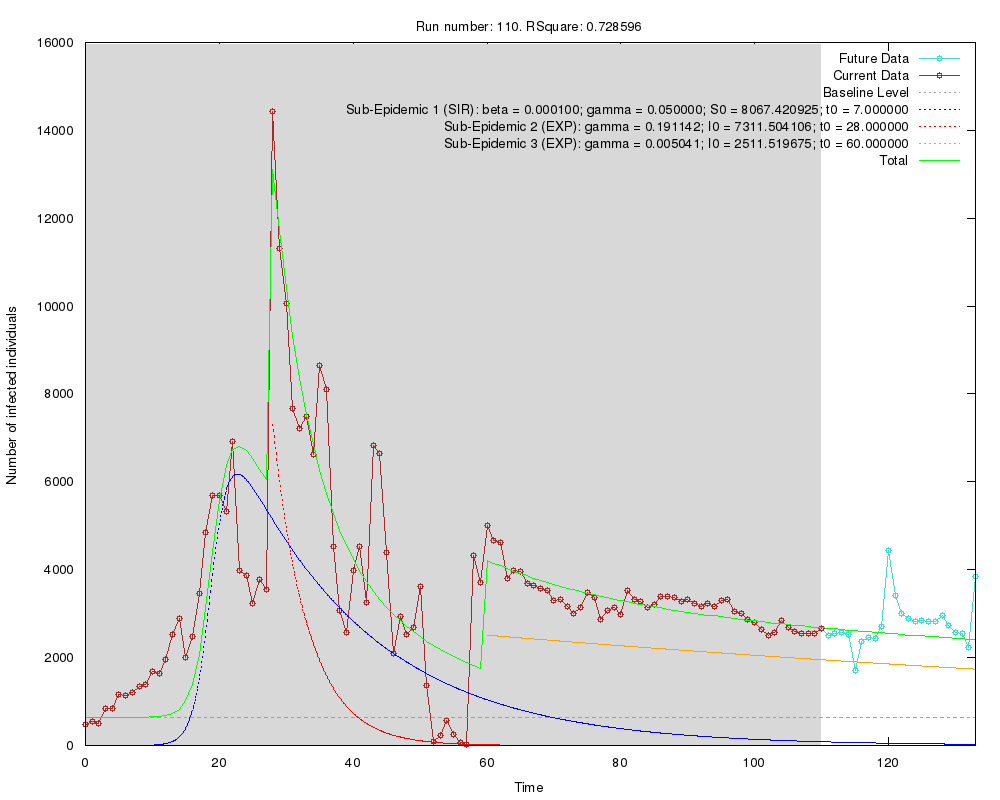 Run number: 110. RSquare: 0.728596
16000
14000
12000
10000
8000
6000
4000
2000
0
Number of infected individuals
Future Data
Current Data
Baseline Level
Sub-Epidemic 1 (SIR): beta = 0.000100; gamma = 0.050000; S0 = 8067.420925; t0 = 7.000000
Sub-Epidemic 2 (EXP): gamma = 0.191142; I0 = 7311.504106; t0 = 28.000000
Sub-Epidemic 3 (EXP): gamma = 0.005041; I0 = 2511.519675; t0 = 60.000000
Total
0 20 40 60 80 100 120
Time